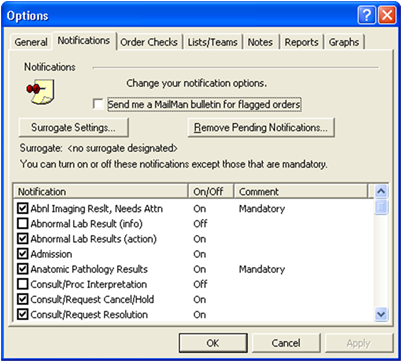 Options
General Notifications Order Checks Lists/Teams Notes Reports Graphs
Notifications
Change your notification options.
Send me a MailMan bulletin for flagged orders
Surrogate Settings... Remove Pending Notifications...
Surrogate: <no surrogate designated>
You can turn on or off these notifications except those that are mandatory.
Notification On/Off Comment
Abnl Imaging Reslt, Needs Attn On Mandatory
Abnormal Lab Result (info) Off
Abnormal Lab Results (action) On
Admission On
Anatomic Pathology Results On Mandatory
Consult/Proc Interpretation Off
Consult/Request Cancel/Hold On
Consult/Request Resolution On
OK Cancel Apply